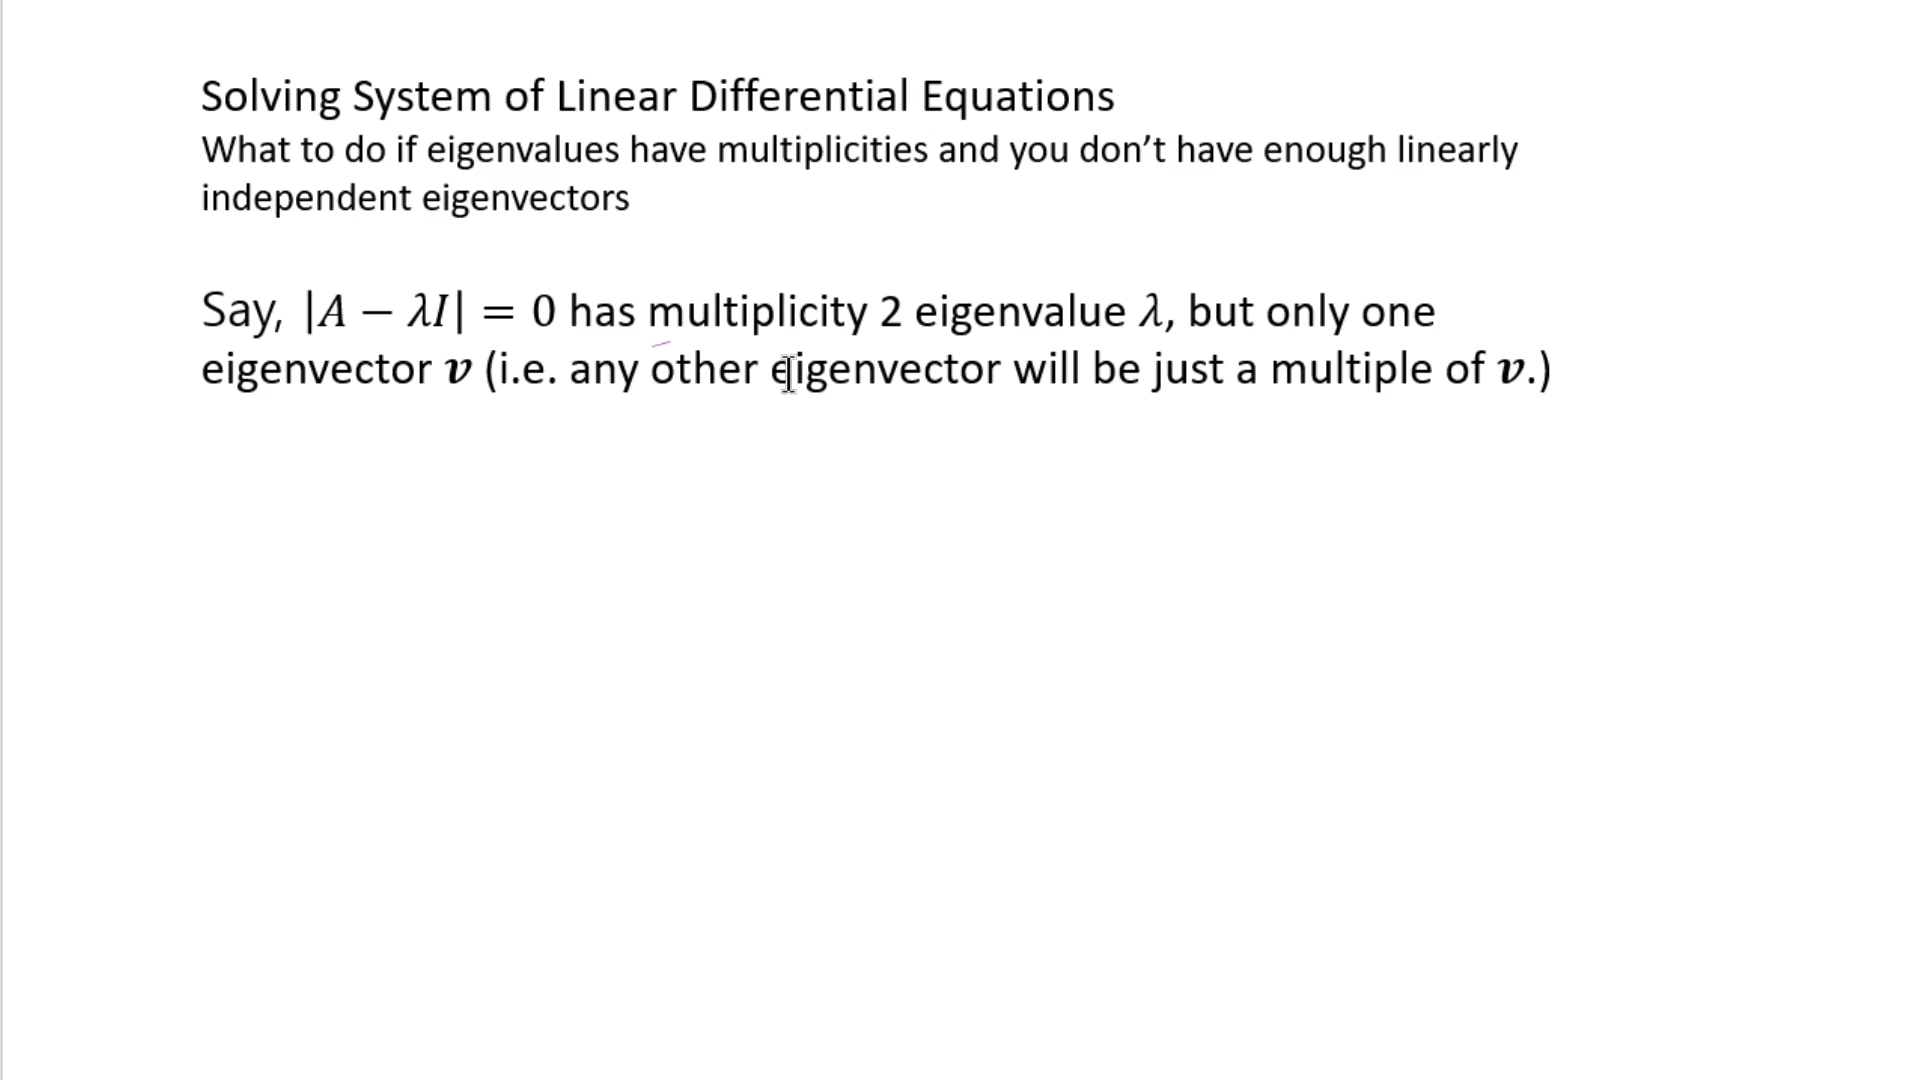 Solving System of Linear Differential Equations
What to do if eigenvalues have multiplicities and you don’t have enough linearly
independent eigenvectors
Say, |A − λI| = 0 has multiplicity 2 eigenvalue λ, but only one
eigenvector v (i.e. any other eigenvector will be just a multiple of v.)